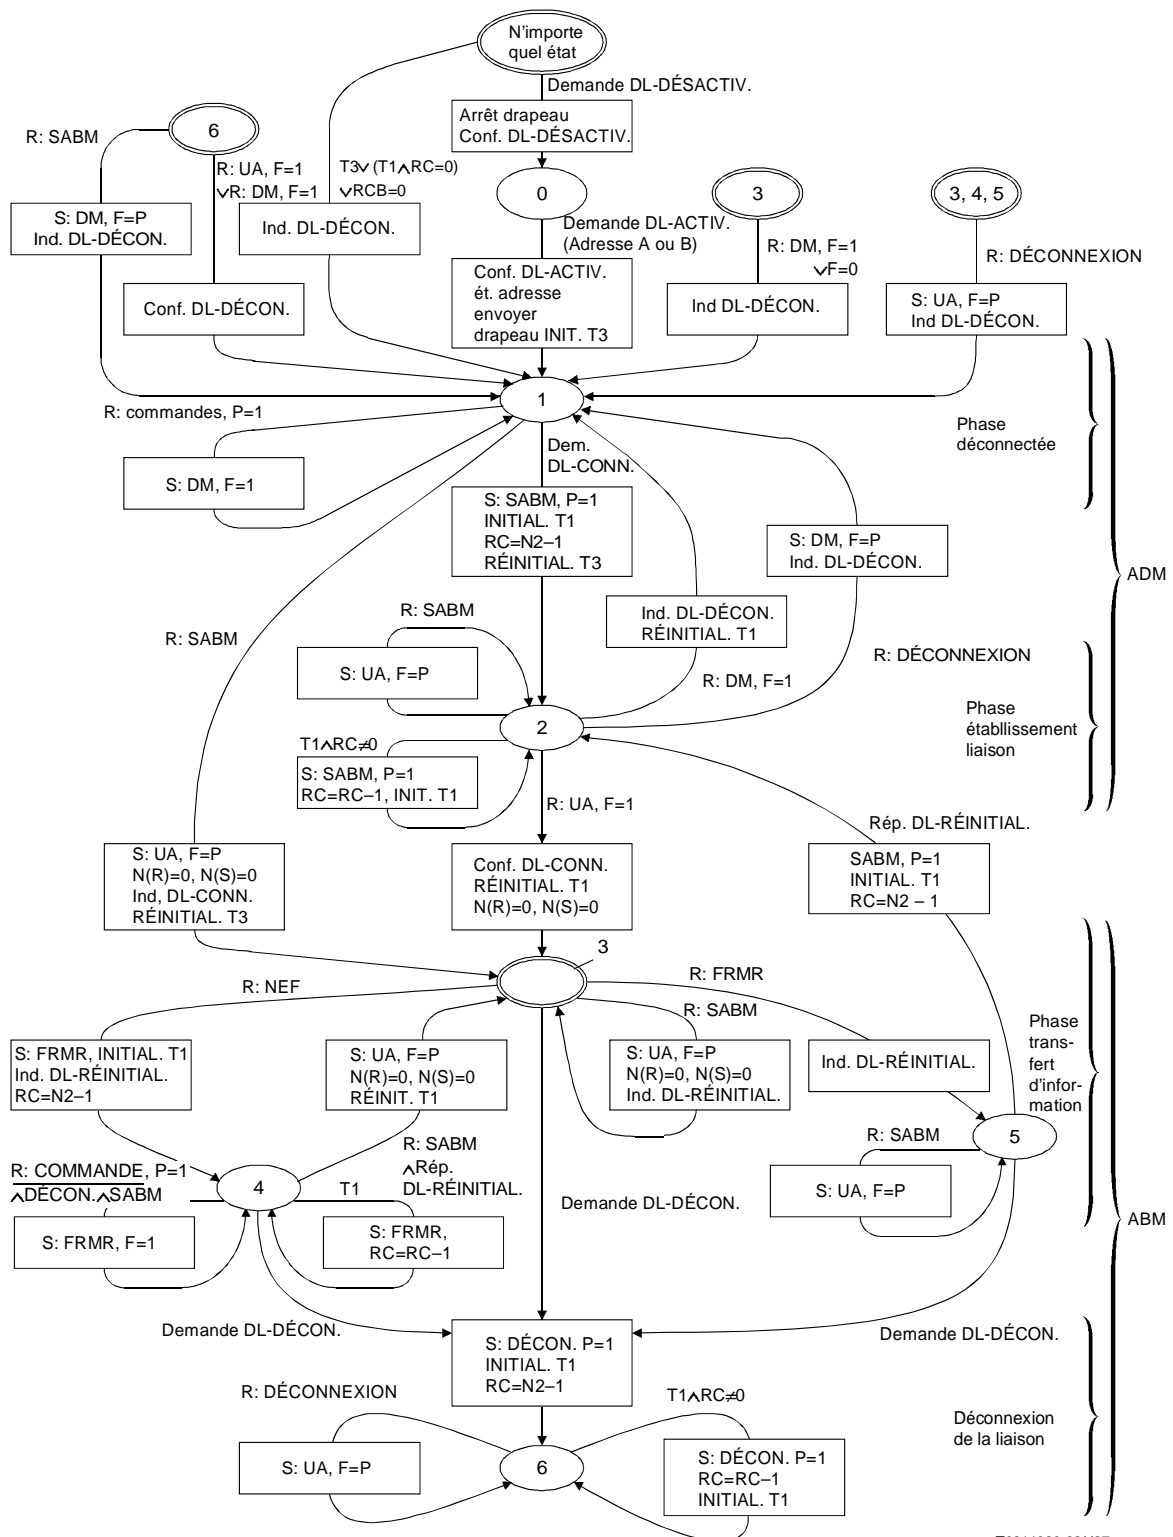 N'importe
quel état
Demande DL-DÉSACTIV.
Arrêt drapeau
Conf. DL-DÉSACTIV.
R: SABM
6
R: UA, F=1
∨R: DM, F=1
T3∨ (T1∧RC=0)
∨RCB=0
0
3
3, 4, 5
S: DM, F=P
Ind. DL-DÉCON.
Ind. DL-DÉCON.
Demande DL-ACTIV.
(Adresse A ou B)
R: DM, F=1
∨F=0
R: DÉCONNEXION
Conf. DL-DÉCON.
Conf. DL-ACTIV.
ét. adresse
envoyer
drapeau INIT. T3
Ind DL-DÉCON.
S: UA, F=P
Ind DL-DÉCON.
1
R: commandes, P=1
S: DM, F=1
Dem.
DL-CONN.
Phase
déconnectée
S: SABM, P=1
INITIAL. T1
RC=N2–1
RÉINITIAL. T3
S: DM, F=P
Ind. DL-DÉCON.
ADM
R: SABM
R: SABM
Ind. DL-DÉCON.
RÉINITIAL. T1
S: UA, F=P
R: DM, F=1
R: DÉCONNEXION
2
Phase
étabIlissement
liaison
T1∧RC≠0
S: SABM, P=1
RC=RC–1, INIT. T1
R: UA, F=1
Rép. DL-RÉINITIAL.
S: UA, F=P
N(R)=0, N(S)=0
Ind, DL-CONN.
RÉINITIAL. T3
Conf. DL-CONN.
RÉINITIAL. T1
N(R)=0, N(S)=0
SABM, P=1
INITIAL. T1
RC=N2 – 1
3
R: NEF
R: FRMR
R: SABM
S: FRMR, INITIAL. T1
Ind. DL-RÉINITIAL.
RC=N2–1
S: UA, F=P
N(R)=0, N(S)=0
RÉINIT. T1
S: UA, F=P
N(R)=0, N(S)=0
Ind. DL-RÉINITIAL.
Ind. DL-RÉINITIAL.
Phase
trans-
fert
d'infor-
mation
5
R: SABM
S: UA, F=P
R: COMMANDE, P=1
∧DÉCON.∧SABM
4
T1
R: SABM
∧Rép.
DL-RÉINITIAL.
Demande DL-DÉCON.
S: FRMR, F=1
S: FRMR,
RC=RC–1
ABM
Demande DL-DÉCON.
Demande DL-DÉCON.
S: DÉCON. P=1
INITIAL. T1
RC=N2–1
R: DÉCONNEXION
T1∧RC≠0
S: UA, F=P
6
S: DÉCON. P=1
RC=RC–1
INITIAL. T1
Déconnexion
de la liaison